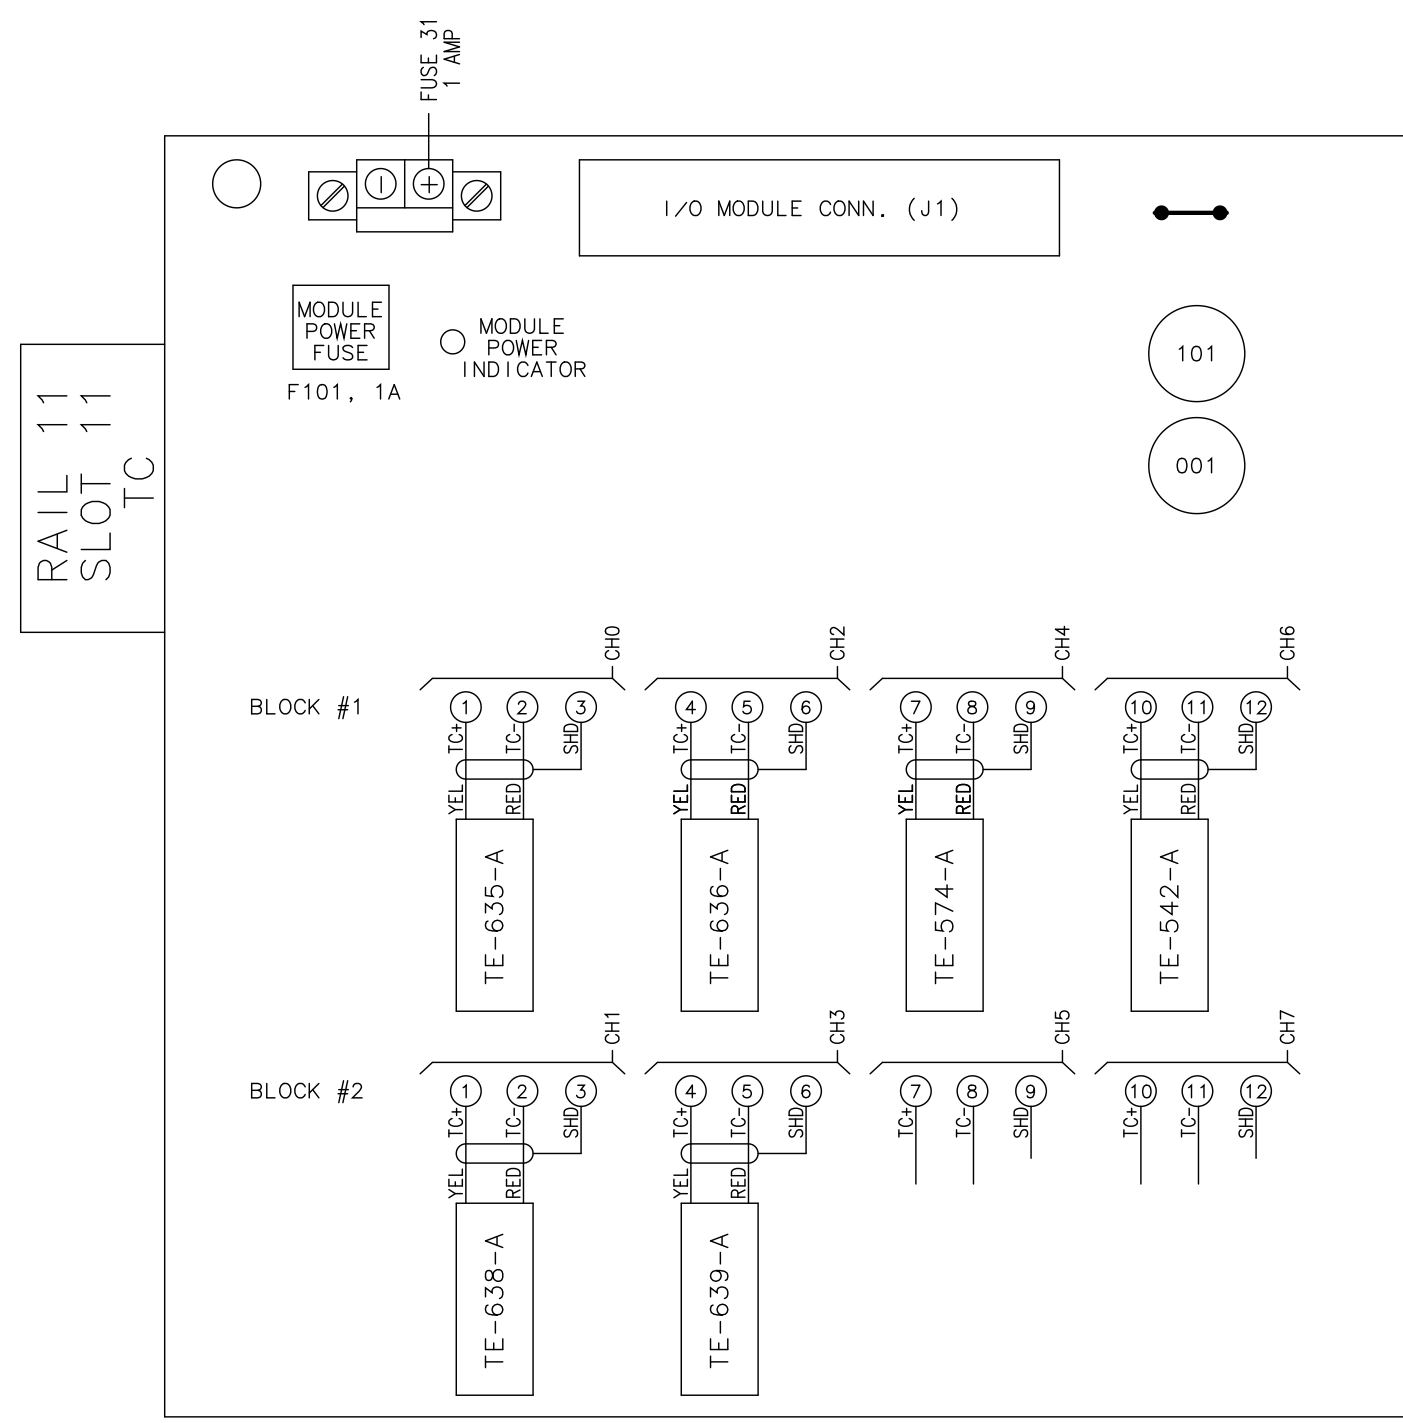 FUSE 31
1 AMP
− +
I/O MODULE CONN. (J1)
MODULE
POWER
FUSE
F101, 1A
MODULE
POWER
INDICATOR
101
001
RAIL 11
SLOT 11
TC
CH0
CH2
CH4
CH6
BLOCK #1
1 2 3 4 5 6 7 8 9 10 11 12
TC+ TC- SHD TC+ TC- SHD TC+ TC- SHD TC+ TC- SHD
YEL RED YEL RED YEL RED YEL RED
TE-635-A
TE-636-A
TE-574-A
TE-542-A
CH1
CH3
CH5
CH7
BLOCK #2
1 2 3 4 5 6 7 8 9 10 11 12
TC+ TC- SHD TC+ TC- SHD TC+ TC- SHD TC+ TC- SHD
YEL RED YEL RED
TE-638-A
TE-639-A